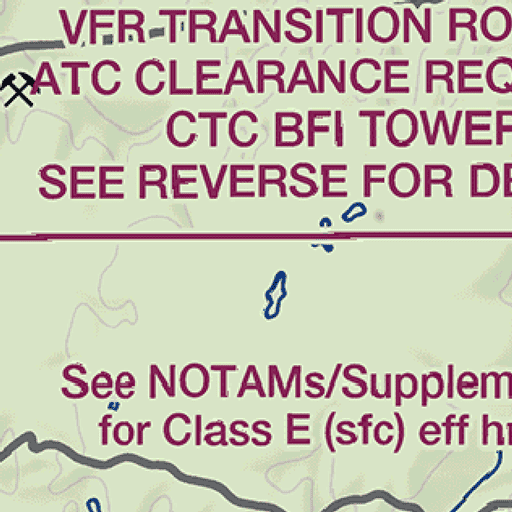 VFR TRANSITION RO
ATC CLEARANCE REQ
CTC BFI TOWER
SEE REVERSE FOR DE
See NOTAMs/Supplem
for Class E (sfc) eff hr